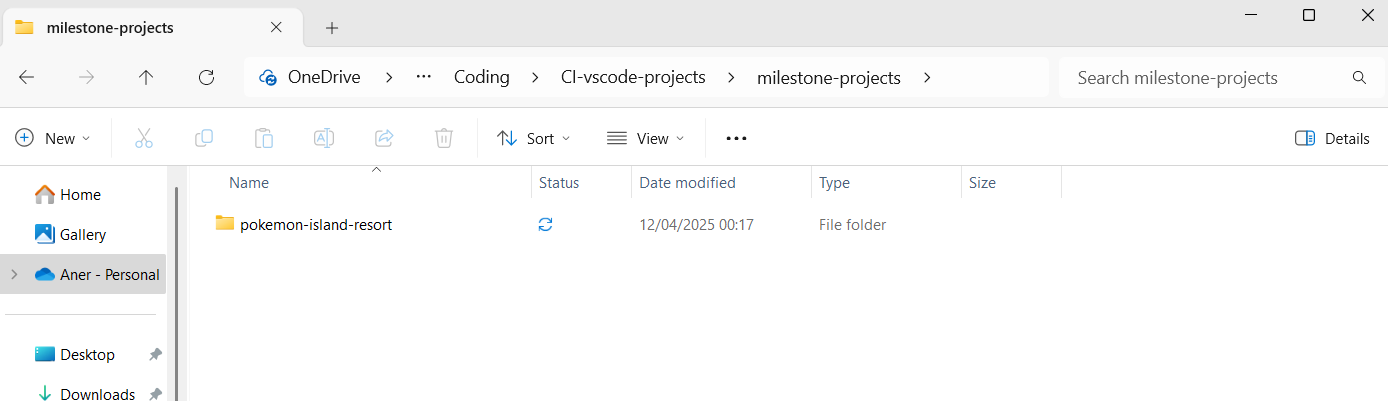 milestone-projects
OneDrive ... Coding CI-vscode-projects milestone-projects Search milestone-projects
New Sort View ... Details
Name Status Date modified Type Size
Home
pokemon-island-resort 12/04/2025 00:17 File folder
Gallery
Aner - Personal
Desktop
Downloads